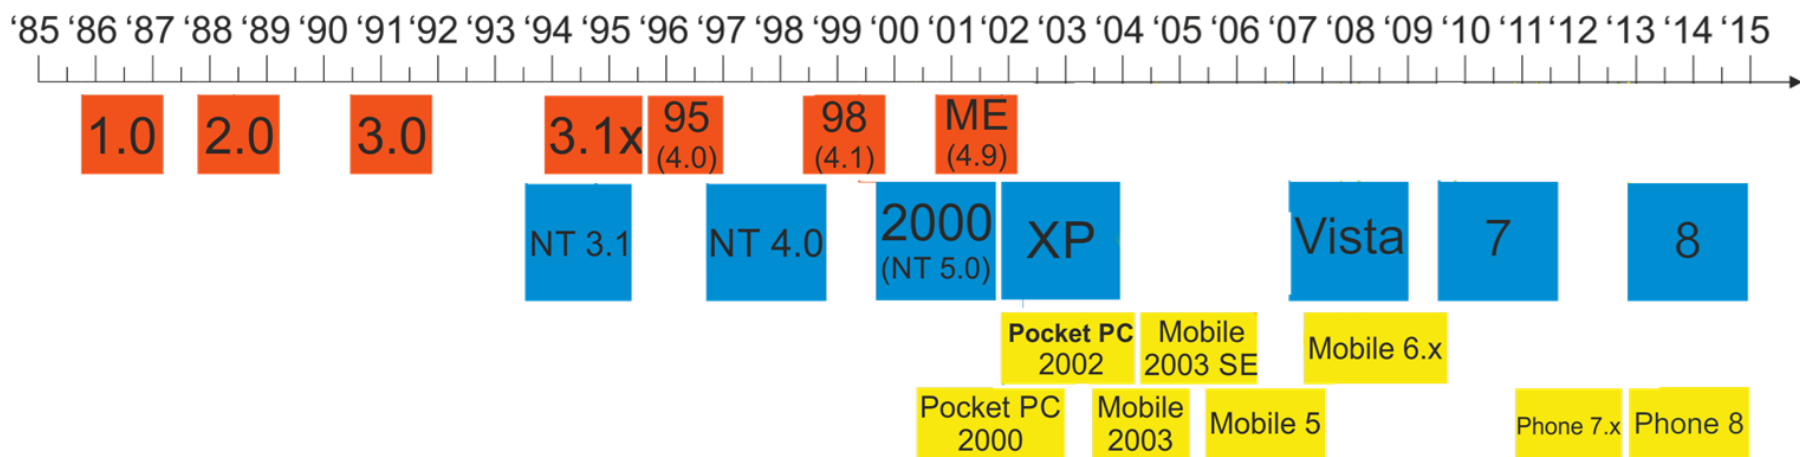 ‘85 ‘86 ‘87 ‘88 ‘89 ‘90 ‘91 ‘92 ‘93 ‘94 ‘95 ‘96 ‘97 ‘98 ‘99 ‘00 ‘01 ‘02 ‘03 ‘04 ‘05 ‘06 ‘07 ‘08 ‘09 ‘10 ‘11 ‘12 ‘13 ‘14 ‘15
1.0
2.0
3.0
3.1x
95
(4.0)
98
(4.1)
ME
(4.9)
NT 3.1
NT 4.0
2000
(NT 5.0)
XP
Vista
7
8
Pocket PC
2002
Mobile
2003 SE
Mobile 6.x
Pocket PC
2000
Mobile
2003
Mobile 5
Phone 7.x
Phone 8